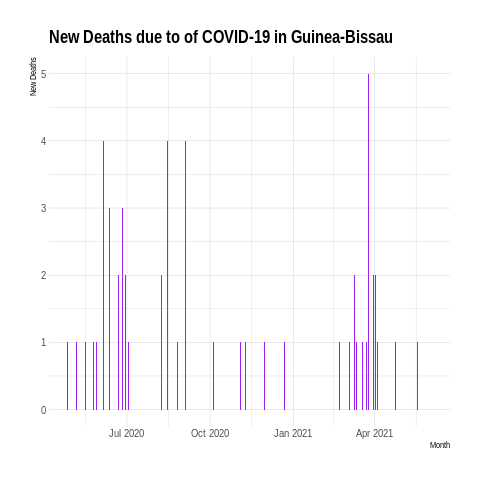 New Deaths due to of COVID-19 in Guinea-Bissau
New Deaths
5
4
3
2
1
0
Jul 2020 Oct 2020 Jan 2021 Apr 2021
Month